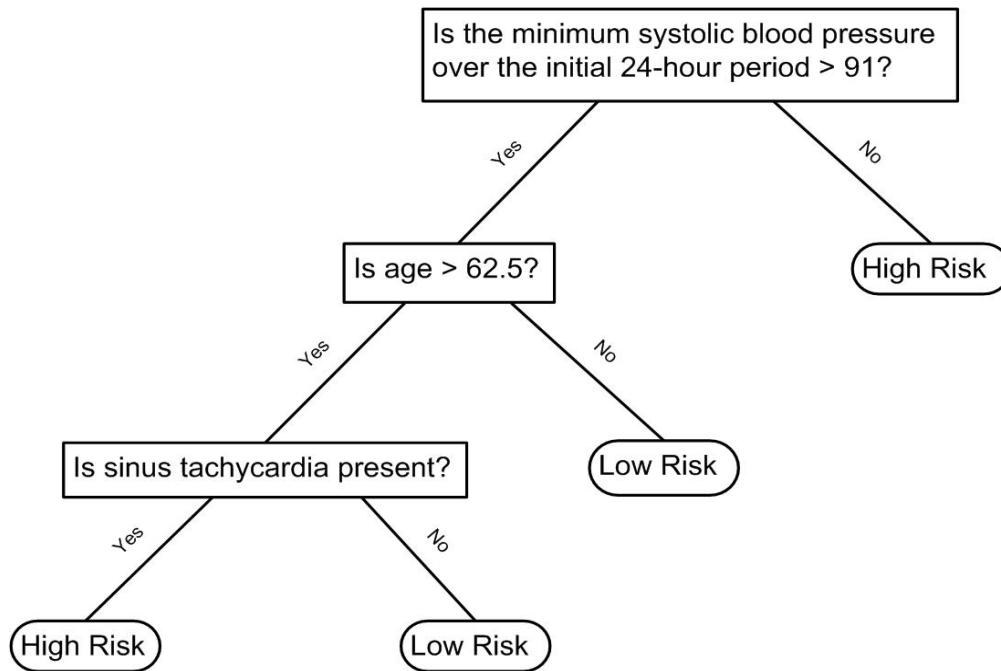 Is the minimum systolic blood pressure
over the initial 24-hour period > 91?
Yes
No
Is age > 62.5?
High Risk
Yes
No
Is sinus tachycardia present?
Low Risk
Yes
No
High Risk
Low Risk